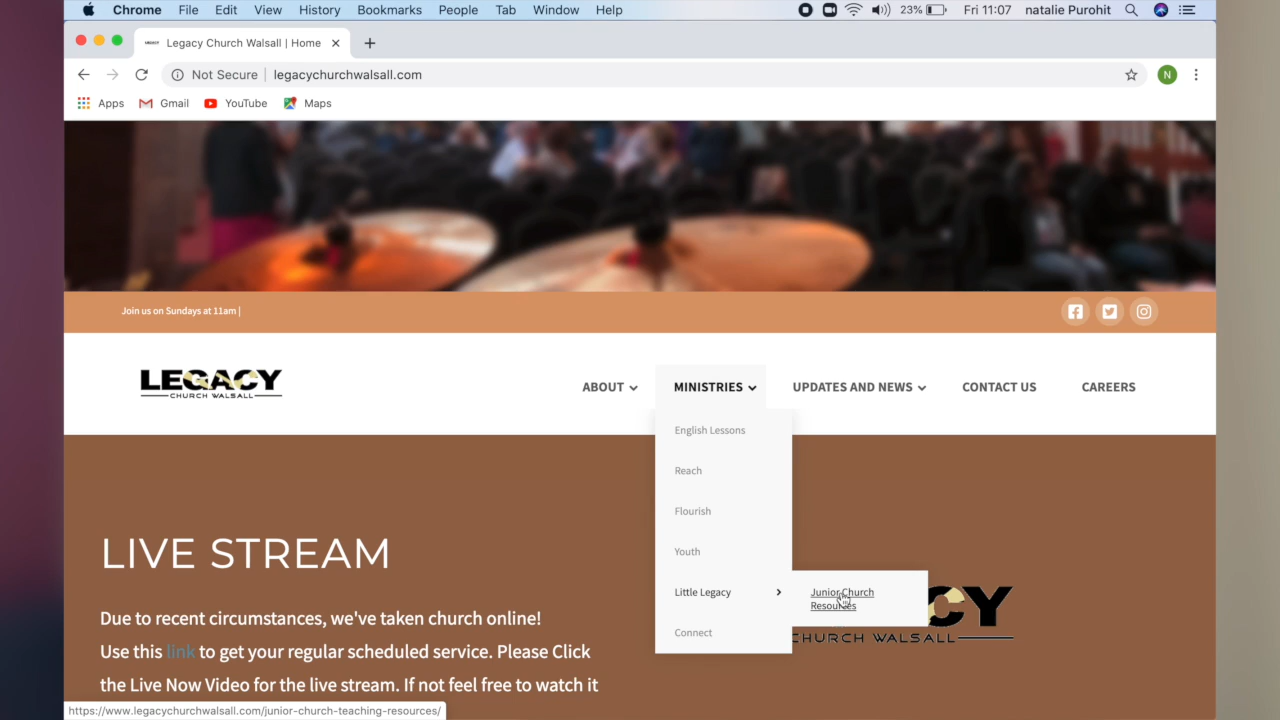 Chrome File Edit View History Bookmarks People Tab Window Help 23% Fri 11:07 natalie Purohit
LEGACY Legacy Church Walsall | Home
Not Secure legacychurchwalsall.com N
Apps Gmail YouTube Maps
Join us on Sundays at 11am |
LEGACY
CHURCH WALSALL
ABOUT MINISTRIES UPDATES AND NEWS CONTACT US CAREERS
English Lessons
Reach
Flourish
Youth
Little Legacy
Junior Church
Resources
Connect
CY
CHURCH WALSALL
LIVE STREAM
Due to recent circumstances, we've taken church online!
Use this link to get your regular scheduled service. Please Click
the Live Now Video for the live stream. If not feel free to watch it
https://www.legacychurchwalsall.com/junior-church-teaching-resources/